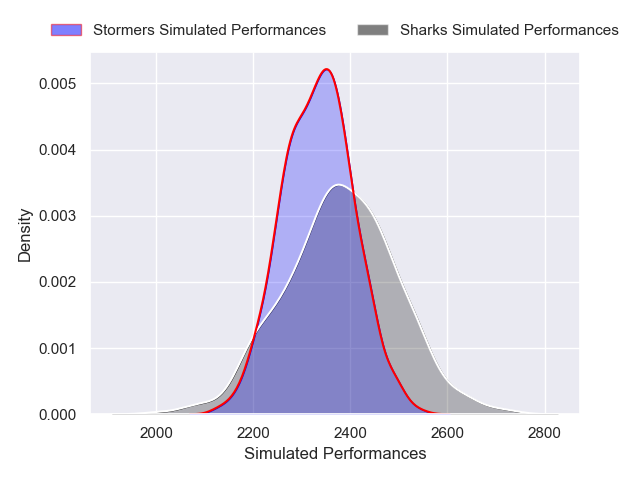 Stormers Simulated Performances Sharks Simulated Performances
0.005
0.004
0.003
0.002
0.001
0.000
Density
2000 2200 2400 2600 2800
Simulated Performances